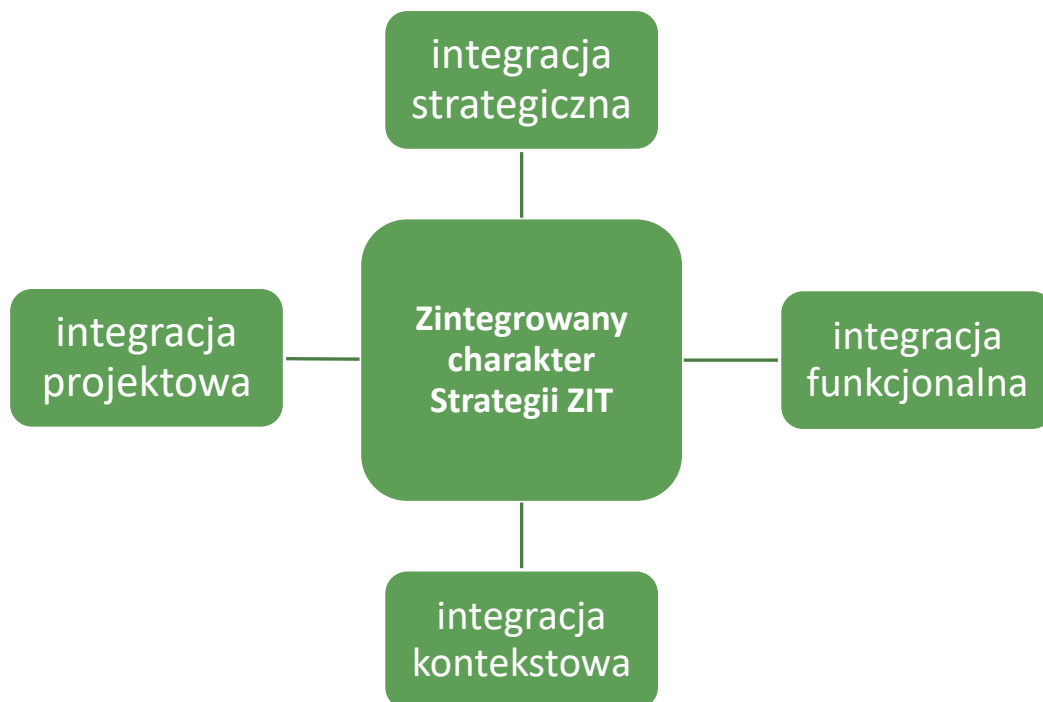 integracja
strategiczna
integracja
projektowa
Zintegrowany
charakter
Strategii ZIT
integracja
funkcjonalna
integracja
kontekstowa